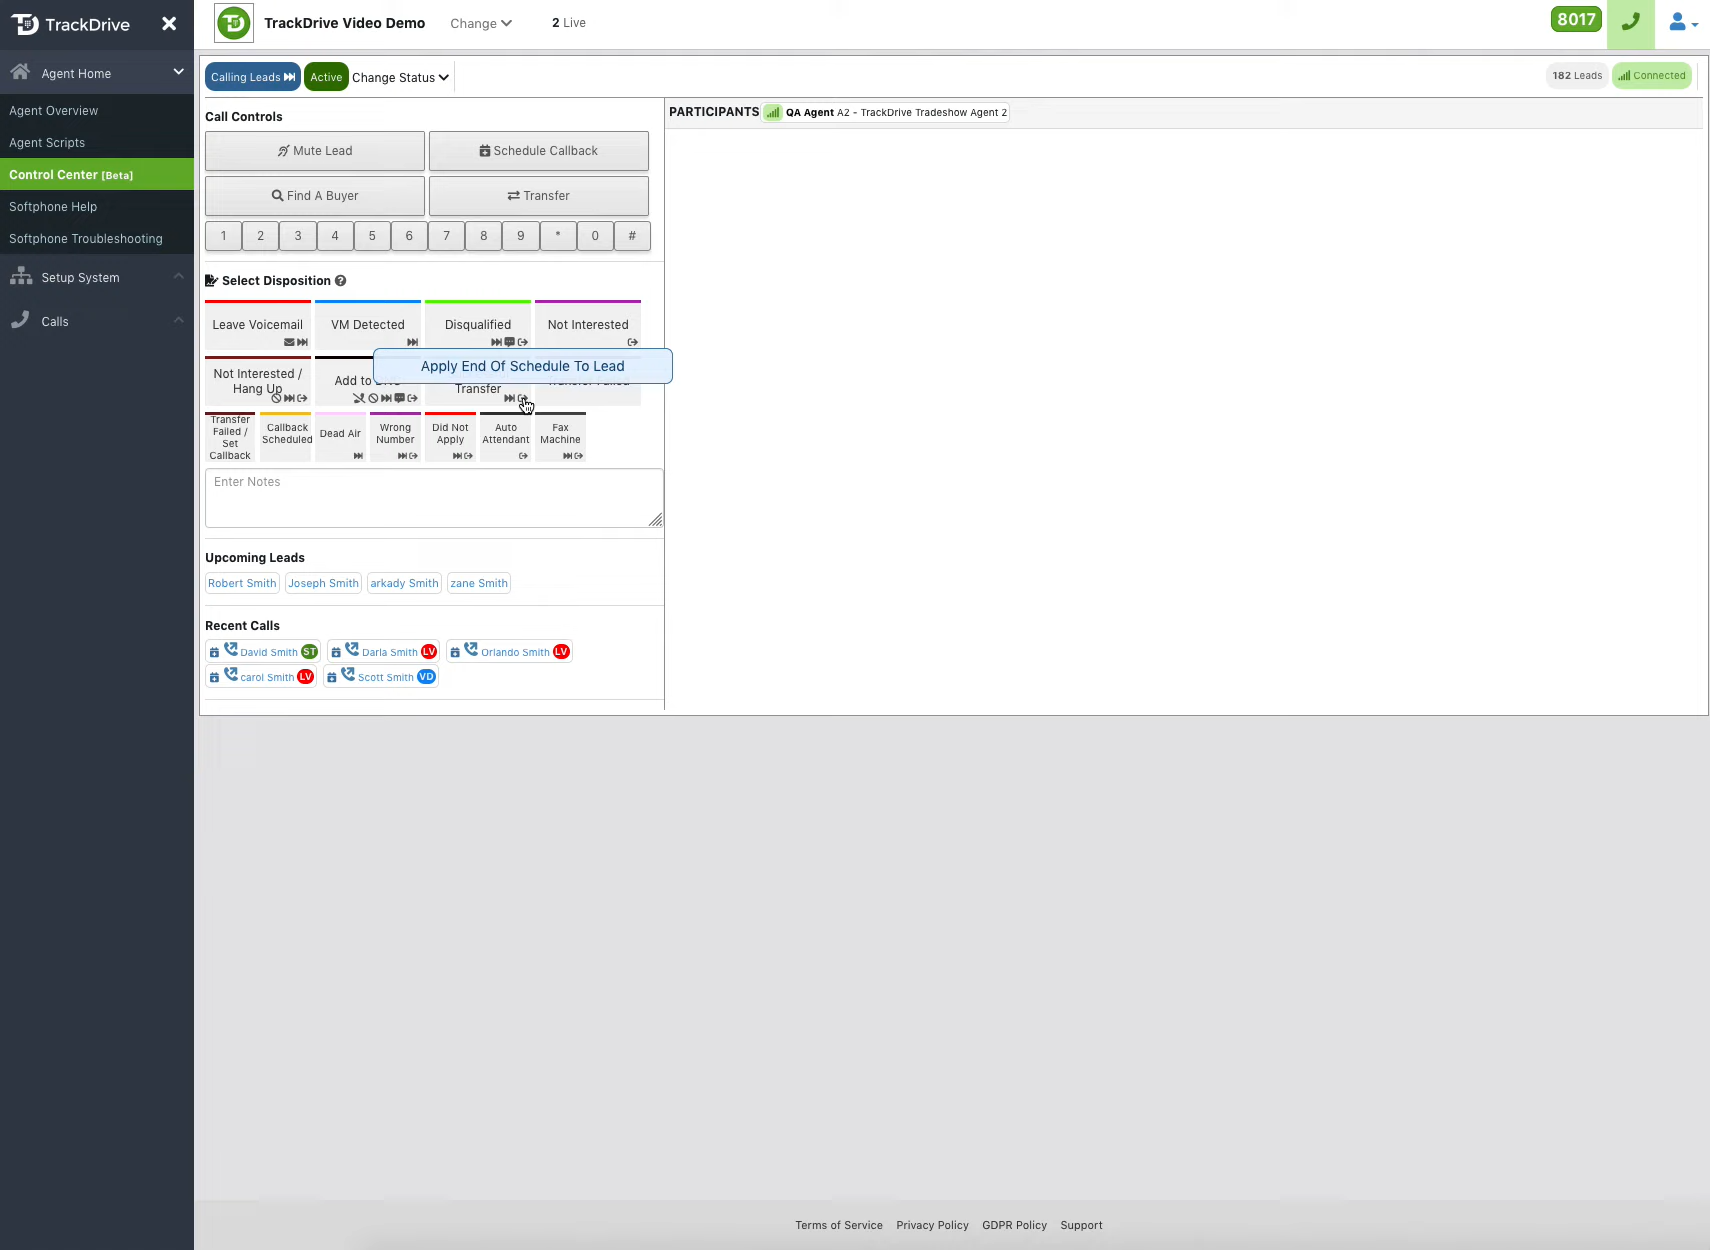 TrackDrive
TrackDrive Video Demo
Change
2 Live
8017
Agent Home
Agent Overview
Agent Scripts
Control Center [Beta]
Softphone Help
Softphone Troubleshooting
Setup System
Calls
Calling Leads
Active
Change Status
182 Leads
Connected
Call Controls
Mute Lead
Schedule Callback
Find A Buyer
Transfer
1 2 3 4 5 6 7 8 9 * 0 #
PARTICIPANTS
QA Agent A2 - TrackDrive Tradeshow Agent 2
Select Disposition
Leave Voicemail
VM Detected
Disqualified
Not Interested
Apply End Of Schedule To Lead
Not Interested /
Hang Up
Add to
Transfer
Transfer
Failed /
Set
Callback
Callback
Scheduled
Dead Air
Wrong
Number
Did Not
Apply
Auto
Attendant
Fax
Machine
Enter Notes
Upcoming Leads
Robert Smith
Joseph Smith
arkady Smith
zane Smith
Recent Calls
David Smith ST
Darla Smith LV
Orlando Smith LV
carol Smith LV
Scott Smith VD
Terms of Service
Privacy Policy
GDPR Policy
Support